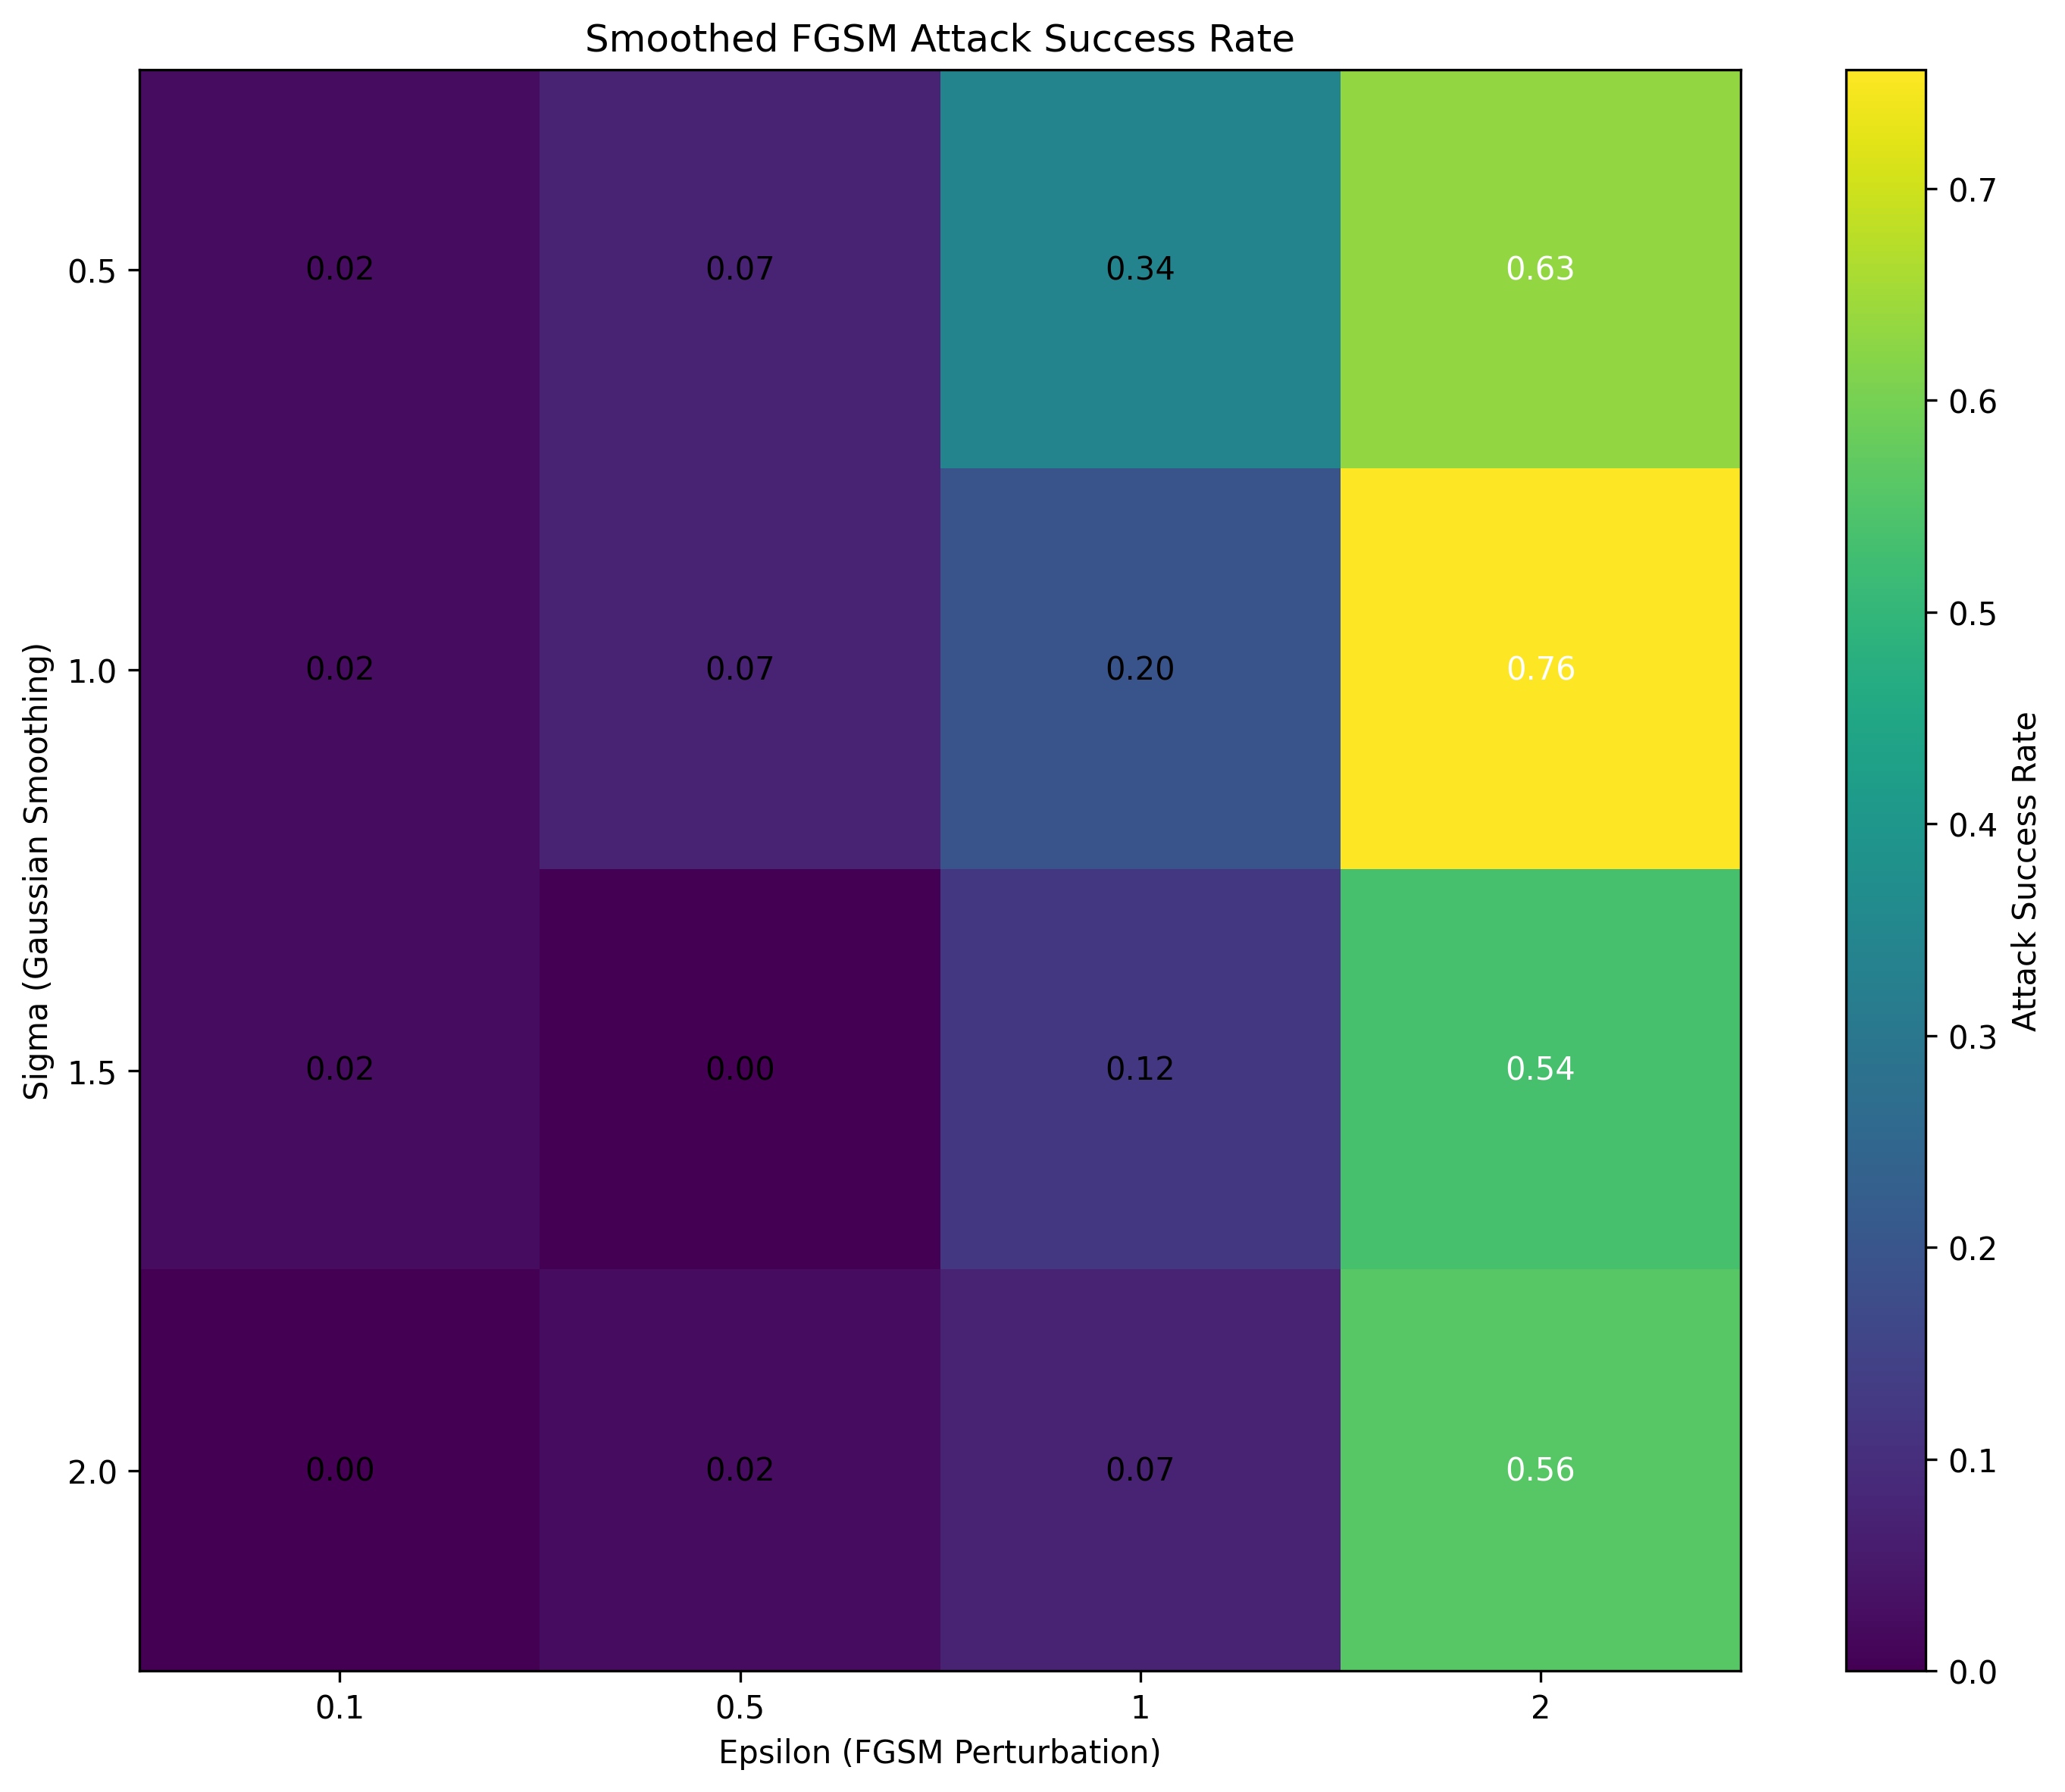 Smoothed FGSM Attack Success Rate
Sigma (Gaussian Smoothing)
0.5
0.02 0.07 0.34 0.63
1.0
0.02 0.07 0.20 0.76
1.5
0.02 0.00 0.12 0.54
2.0
0.00 0.02 0.07 0.56
0.1 0.5 1 2
Epsilon (FGSM Perturbation)
0.7
0.6
0.5
0.4
0.3
0.2
0.1
0.0
Attack Success Rate